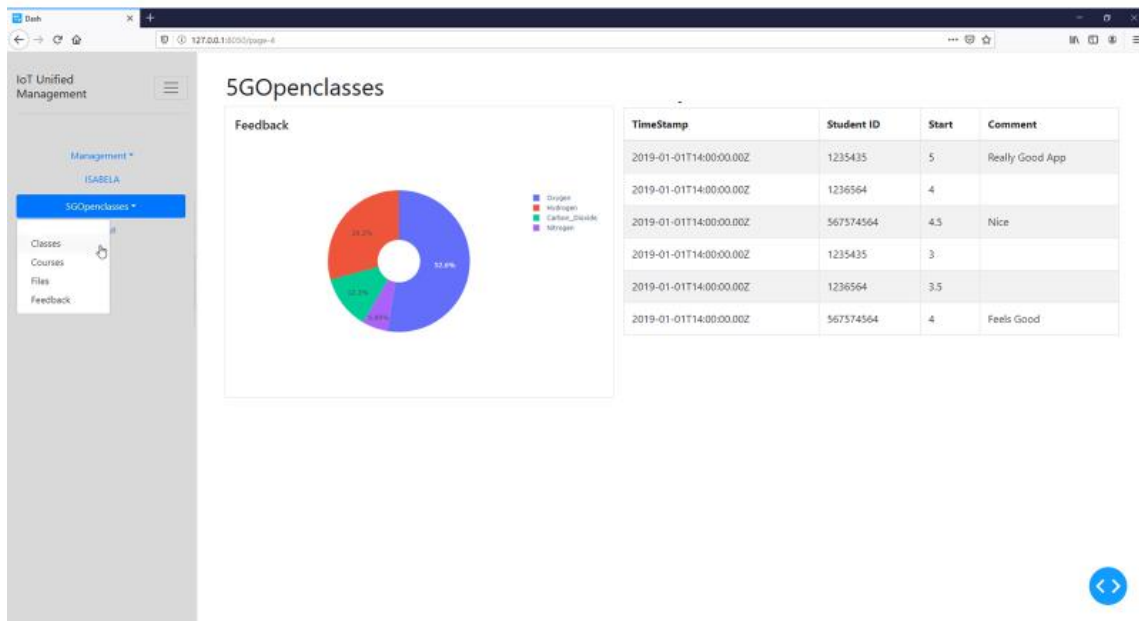 Dash
127.0.0.1:8050/page-4
IoT Unified
Management
Management
ISABELA
5GOpenclasses
Classes
Courses
Files
Feedback
5GOpenclasses
Feedback
Oxygen
Hydrogen
Carbon_Dioxide
Nitrogen
TimeStamp Student ID Start Comment
2019-01-01T14:00:00.00Z 1235435 5 Really Good App
2019-01-01T14:00:00.00Z 1236564 4
2019-01-01T14:00:00.00Z 567574564 4.5 Nice
2019-01-01T14:00:00.00Z 1235435 3
2019-01-01T14:00:00.00Z 1236564 3.5
2019-01-01T14:00:00.00Z 567574564 4 Feels Good